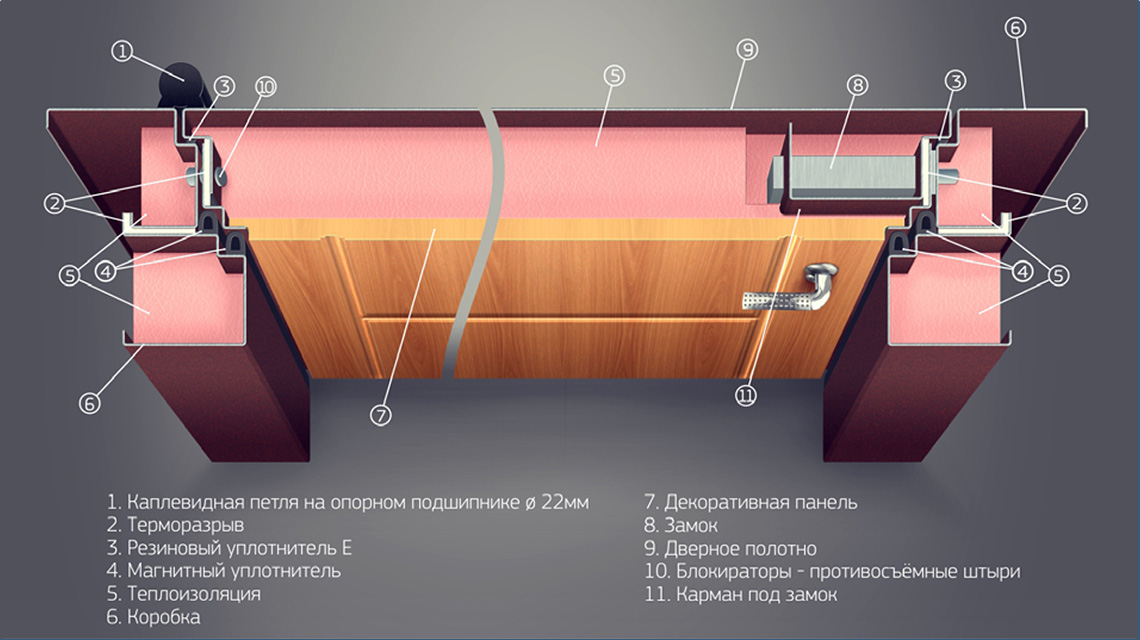 1
3
10
5
9
8
3
6
2
2
5
4
4
5
6
7
11
1. Каплевидная петля на опорном подшипнике ø 22мм
2. Терморазрыв
3. Резиновый уплотнитель Е
4. Магнитный уплотнитель
5. Теплоизоляция
6. Коробка
7. Декоративная панель
8. Замок
9. Дверное полотно
10. Блокираторы - противосъёмные штыри
11. Карман под замок